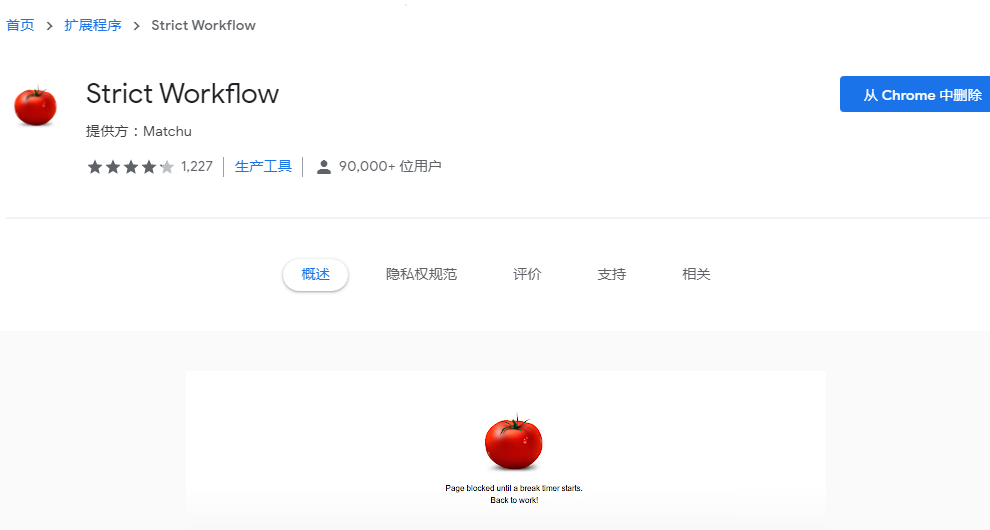 首页 > 扩展程序 > Strict Workflow
Strict Workflow
从 Chrome 中删除
提供方：Matchu
1,227 生产工具 90,000+ 位用户
概述 隐私权规范 评价 支持 相关
Page blocked until a break timer starts.
Back to work!